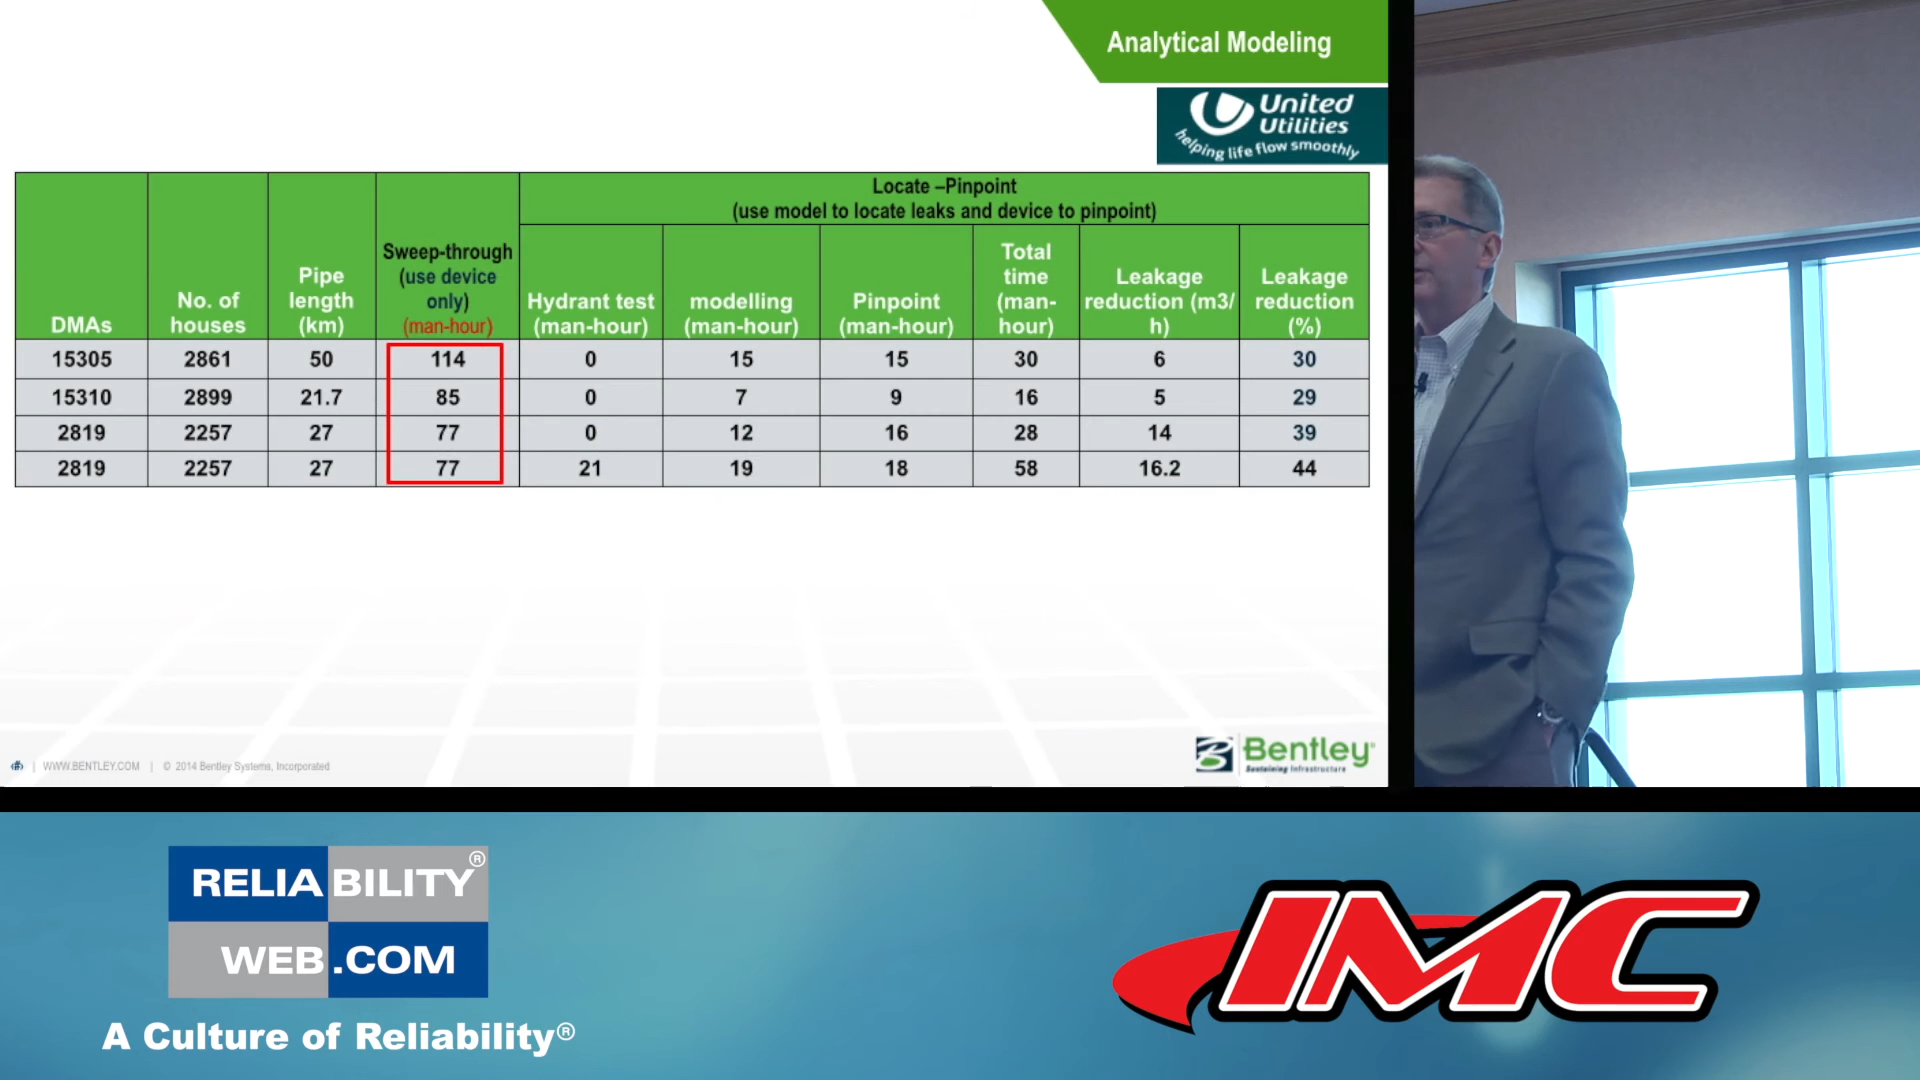 Analytical Modeling
United
Utilities
helping life flow smoothly
Locate –Pinpoint
(use model to locate leaks and device to pinpoint)
DMAs
No. of
houses
Pipe
length
(km)
Sweep-through
(use device
only)
(man-hour)
Hydrant test
(man-hour)
modelling
(man-hour)
Pinpoint
(man-hour)
Total
time
(man-
hour)
Leakage
reduction (m3/
h)
Leakage
reduction
(%)
15305 2861 50 114 0 15 15 30 6 30
15310 2899 21.7 85 0 7 9 16 5 29
2819 2257 27 77 0 12 16 28 14 39
2819 2257 27 77 21 19 18 58 16.2 44
| WWW.BENTLEY.COM | © 2014 Bentley Systems, Incorporated
Bentley®
Sustaining Infrastructure
RELIABILITY®
WEB.COM
A Culture of Reliability®
IMC